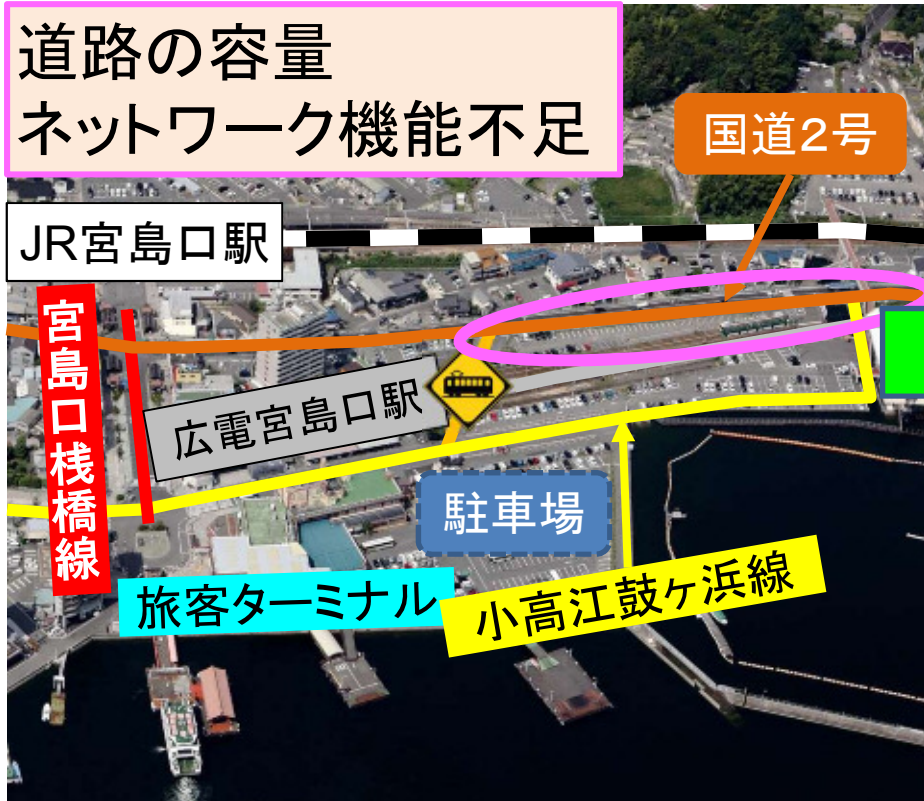 道路の容量
ネットワーク機能不足
国道2号
JR宮島口駅
宮島口桟橋線
広電宮島口駅
駐車場
旅客ターミナル
小高江鼓ヶ浜線